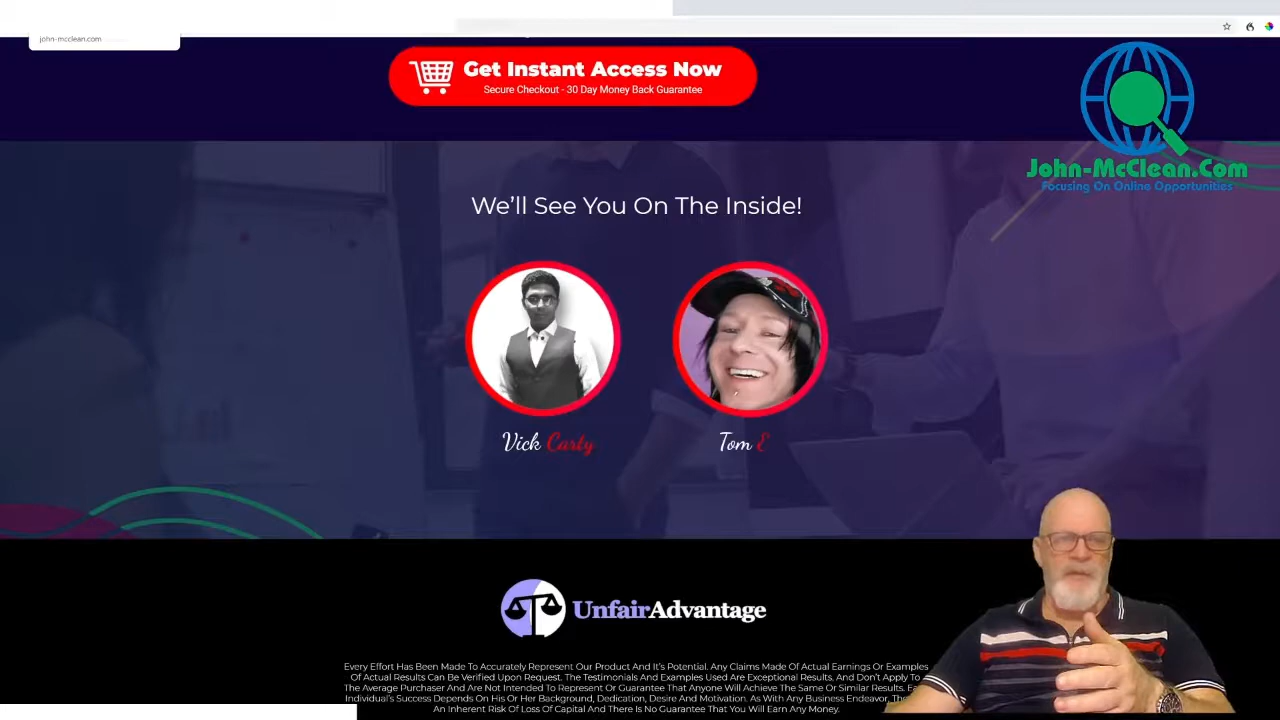 john-mcclean.com
Get Instant Access Now
Secure Checkout - 30 Day Money Back Guarantee
John-McClean.Com
Focusing On Online Opportunities
We'll See You On The Inside!
Vick Carty
Tom E
UnfairAdvantage
Every Effort Has Been Made To Accurately Represent Our Product And It's Potential. Any Claims Made Of Actual Earnings Or Examples
Of Actual Results Can Be Verified Upon Request. The Testimonials And Examples Used Are Exceptional Results, And Don't Apply To
The Average Purchaser And Are Not Intended To Represent Or Guarantee That Anyone Will Achieve The Same Or Similar Results.
Individual's Success Depends On His Or Her Background, Dedication, Desire And Motivation. As With Any Business Endeavor,
An Inherent Risk Of Loss Of Capital And There Is No Guarantee That You Will Earn Any Money.